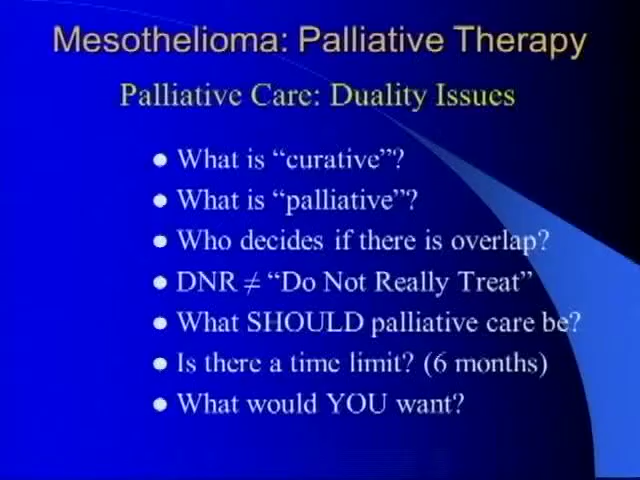 Mesothelioma: Palliative Therapy
Palliative Care: Duality Issues
● What is “curative”?
● What is “palliative”?
● Who decides if there is overlap?
● DNR ≠ “Do Not Really Treat”
● What SHOULD palliative care be?
● Is there a time limit? (6 months)
● What would YOU want?